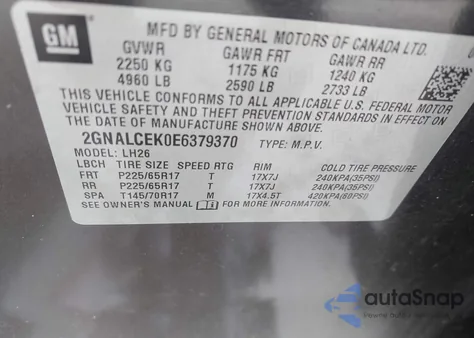 GM
MFD BY GENERAL MOTORS OF CANADA LTD.
GVWR GAWR FRT GAWR RR
2250 KG 1175 KG 1240 KG
4960 LB 2590 LB 2733 LB
THIS VEHICLE CONFORMS TO ALL APPLICABLE U.S. FEDERAL MOTOR
VEHICLE SAFETY AND THEFT PREVENTION STANDARDS IN EFFECT ON
THE DATE OF MANUFACTURE SHOWN ABOVE.
2GNALCEK0E6379370 TYPE: M.P.V.
MODEL: LH26
LBCH TIRE SIZE SPEED RTG RIM COLD TIRE PRESSURE
FRT P225/65R17 T 17X7J 240KPA(35PSI)
RR P225/65R17 T 17X7J 240KPA(35PSI)
SPA T145/70R17 M 17X4.5T 420KPA(60PSI)
SEE OWNER'S MANUAL FOR MORE INFORMATION.
autoSnap